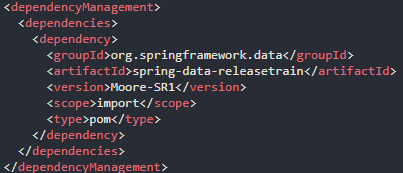 <dependencyManagement>
<dependencies>
<dependency>
<groupId>org.springframework.data</groupId>
<artifactId>spring-data-releasetrain</artifactId>
<version>Moore-SR1</version>
<scope>import</scope>
<type>pom</type>
</dependency>
</dependencies>
</dependencyManagement>